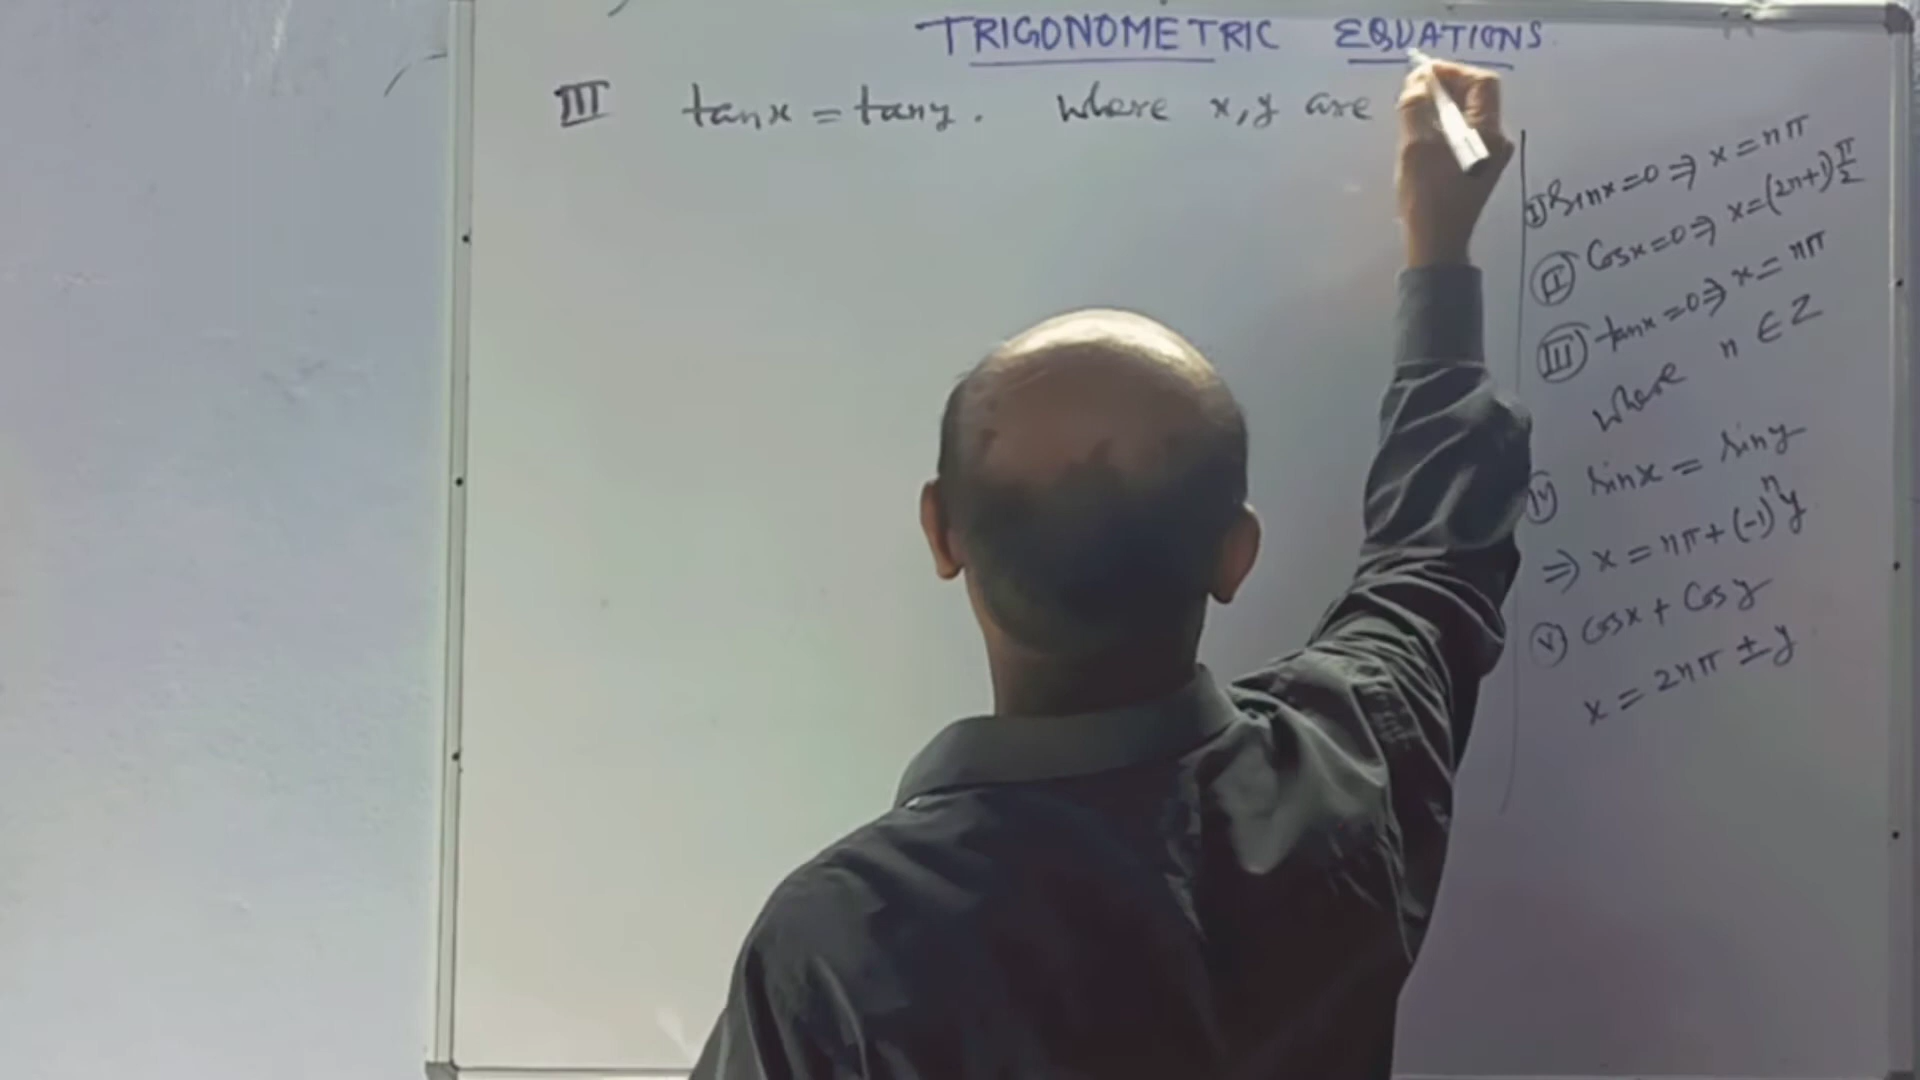 TRIGONOMETRIC EQUATIONS
III tanx = tany. Where x, y are
I) Sinx=0 ⇒ x = nπ
II Cosx=0 ⇒ x=(2n+1)π/2
III tanx=0 ⇒ x = nπ
where n ∈ Z
IV sinx = siny
⇒ x = nπ + (-1)ⁿy
V Cosx + Cosy
x = 2nπ ± y